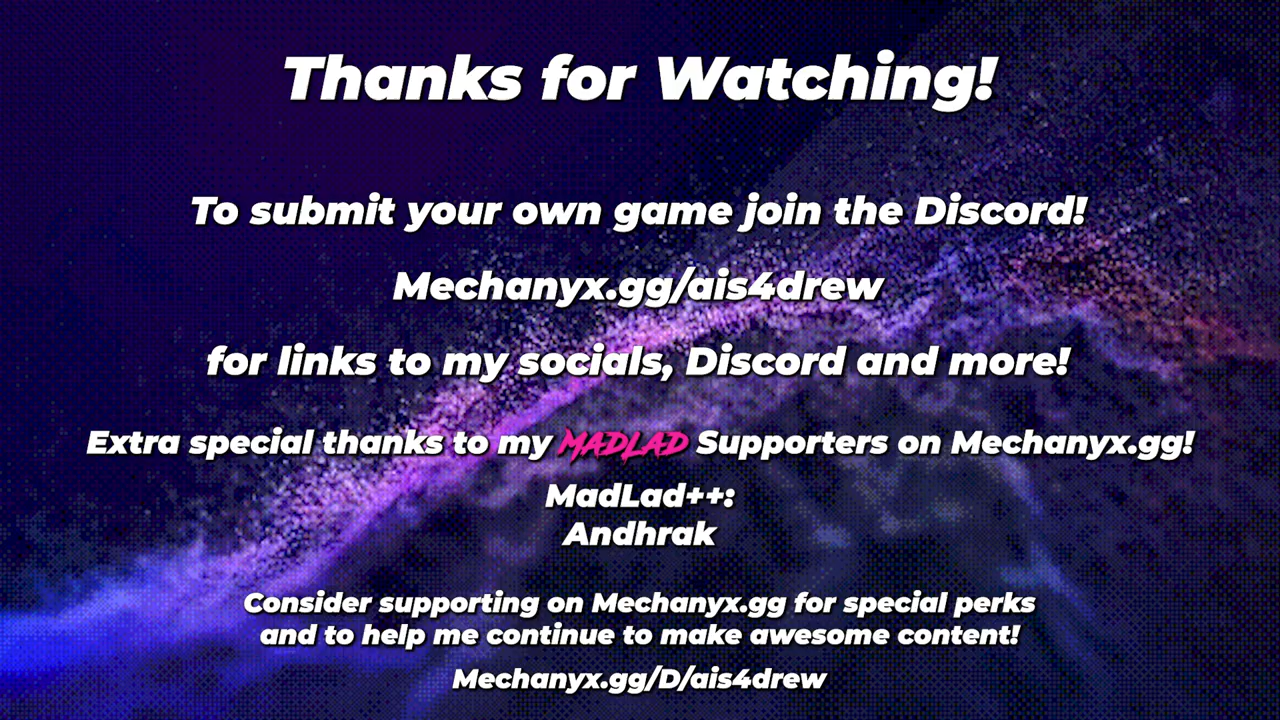 Thanks for Watching!
To submit your own game join the Discord!
Mechanyx.gg/ais4drew
for links to my socials, Discord and more!
Extra special thanks to my MADLAD Supporters on Mechanyx.gg!
MadLad++:
Andhrak
Consider supporting on Mechanyx.gg for special perks
and to help me continue to make awesome content!
Mechanyx.gg/D/ais4drew